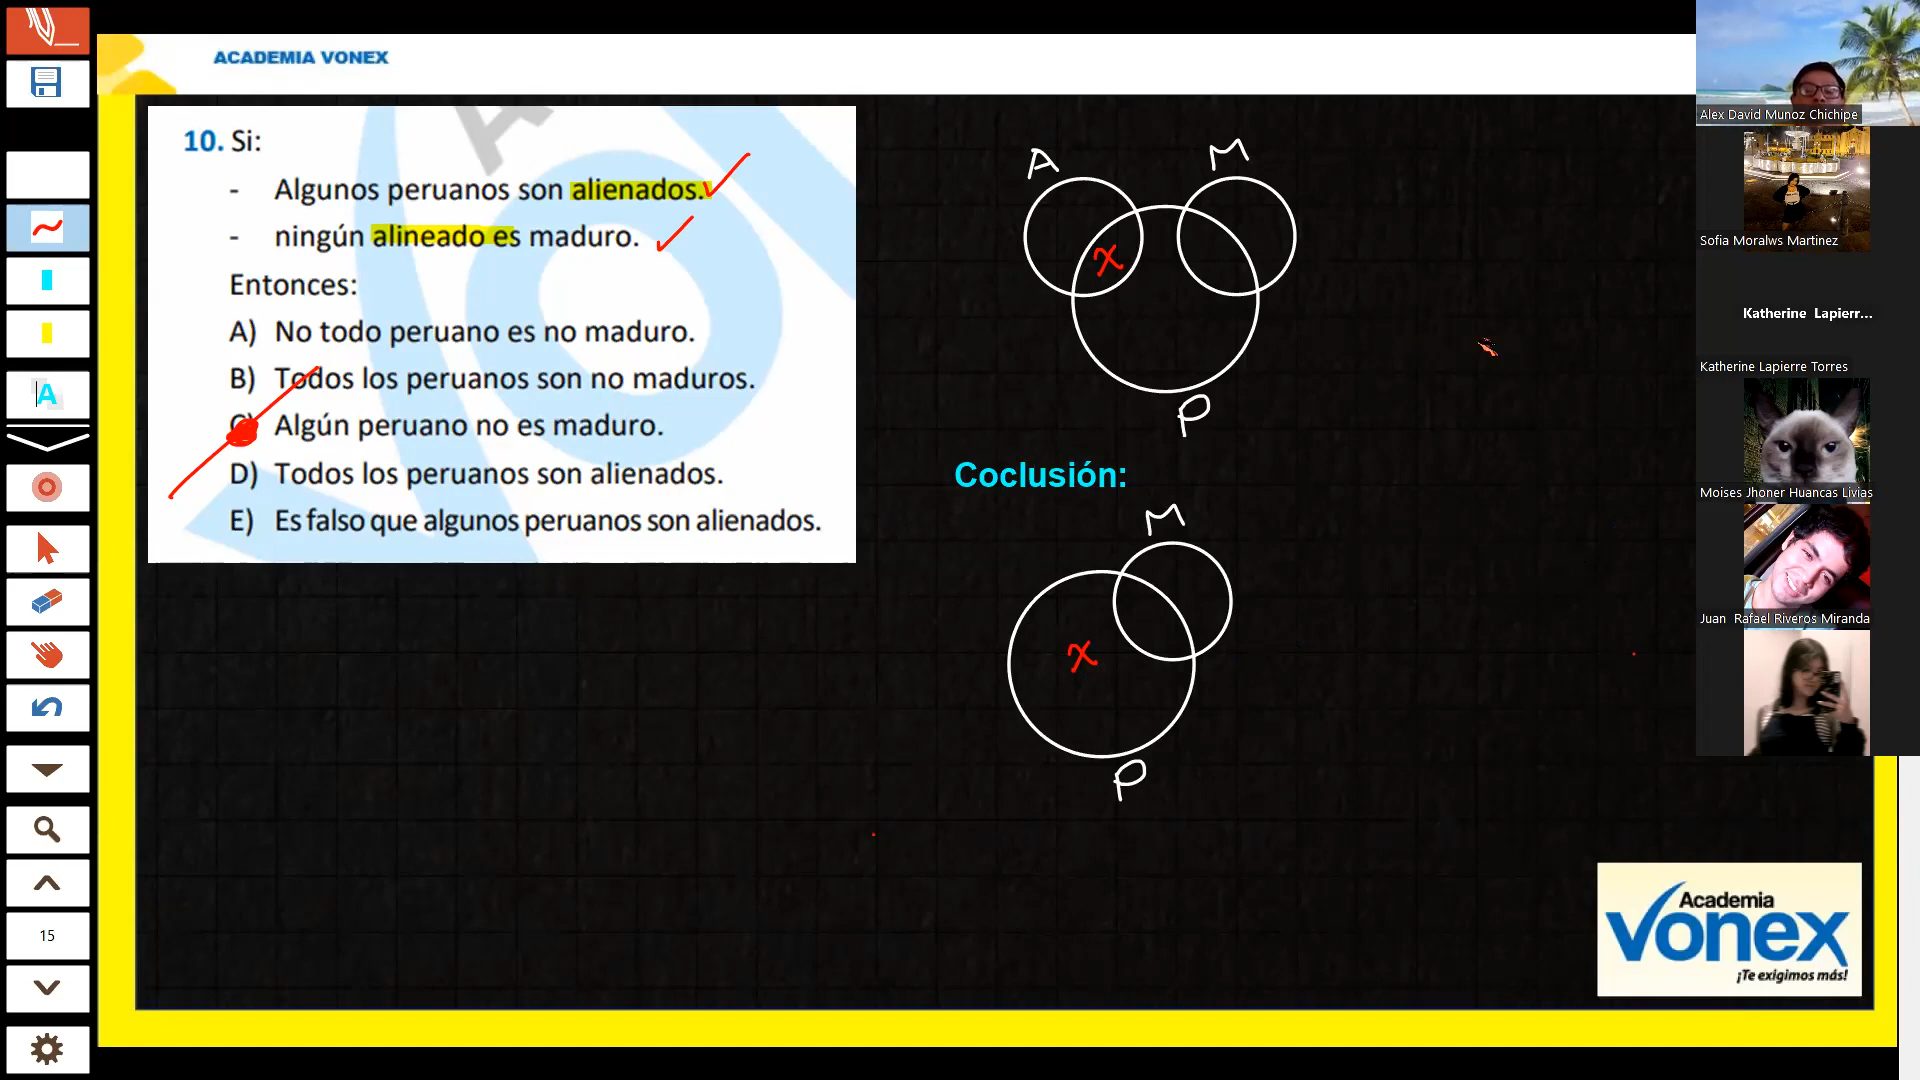 ACADEMIA VONEX
10. Si:
- Algunos peruanos son alienados.
- ningún alineado es maduro.
Entonces:
A) No todo peruano es no maduro.
B) Todos los peruanos son no maduros.
C) Algún peruano no es maduro.
D) Todos los peruanos son alienados.
E) Es falso que algunos peruanos son alienados.
A M
x
P
Coclusión:
M
x
P
A
15
Alex David Munoz Chichipe
Sofia Moralws Martinez
Katherine Lapierr...
Katherine Lapierre Torres
Moises Jhoner Huancas Livias
Juan Rafael Riveros Miranda
Academia
Vonex
¡Te exigimos más!